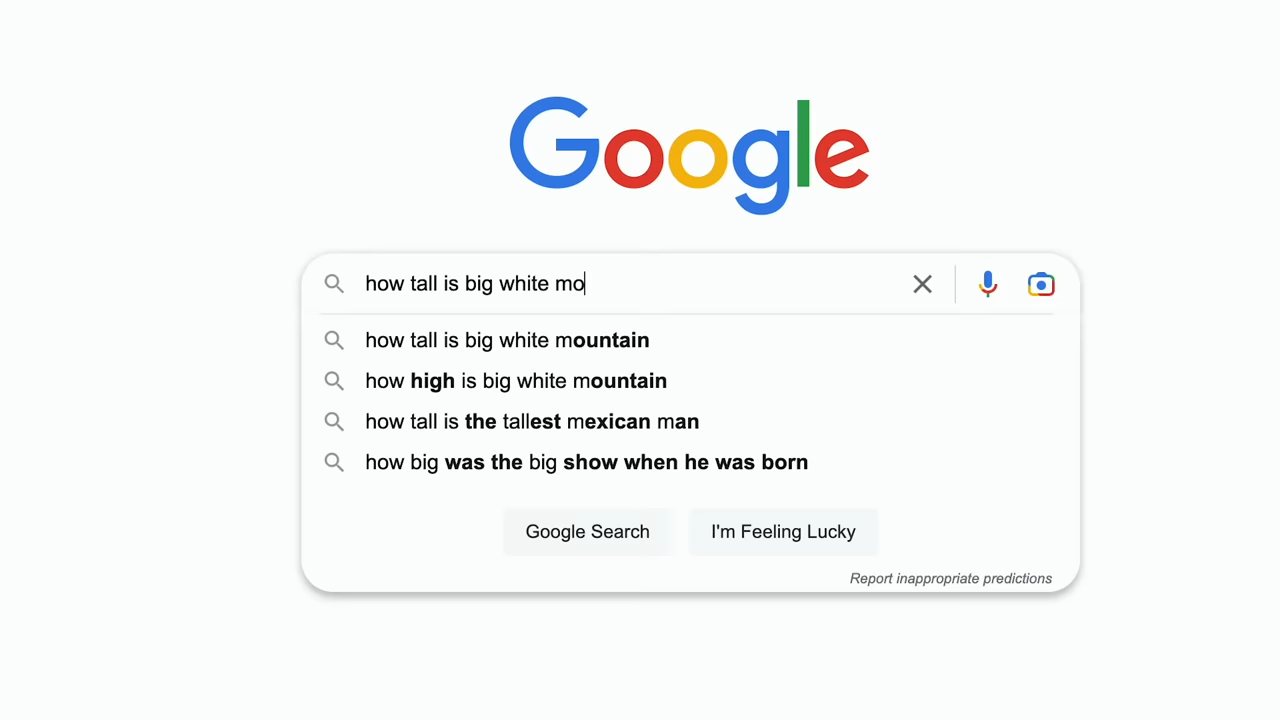 Google
how tall is big white mo
how tall is big white mountain
how high is big white mountain
how tall is the tallest mexican man
how big was the big show when he was born
Google Search
I'm Feeling Lucky
Report inappropriate predictions